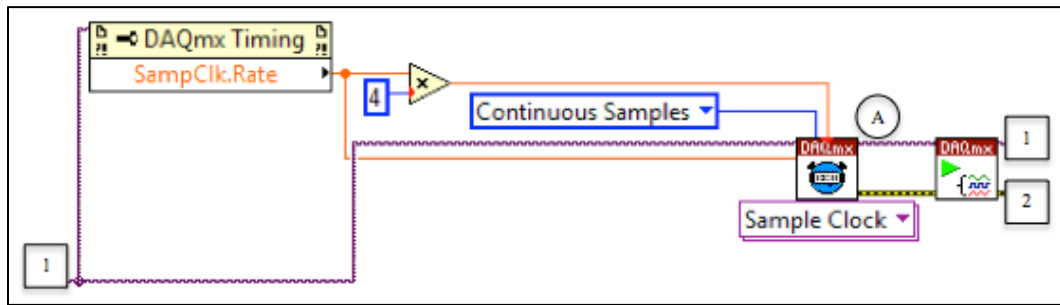 DAQmx Timing
SampClk.Rate
4
x
Continuous Samples
A
DAQmx
DAQmx
1
2
Sample Clock
1